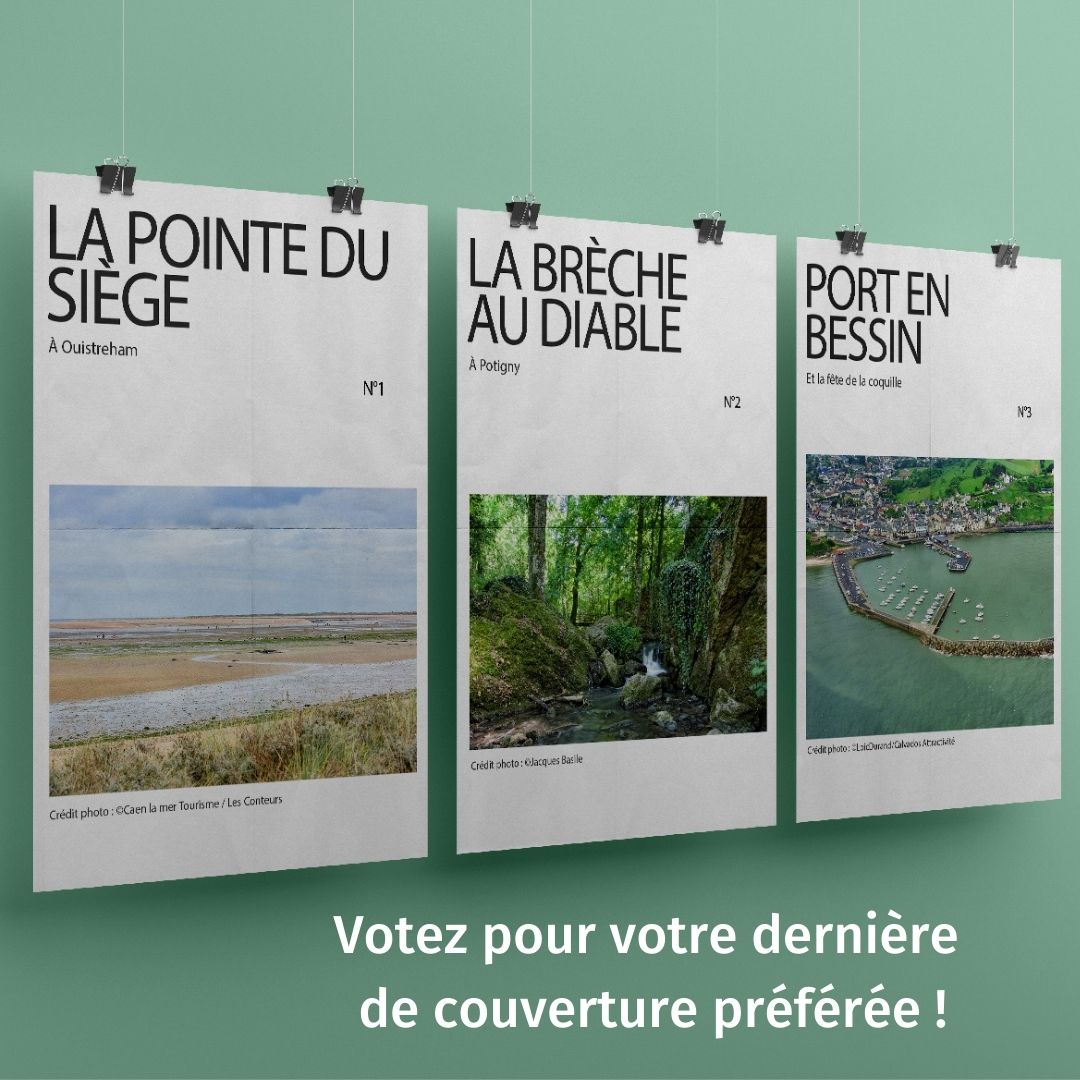 LA POINTE DU
SIÈGE
À Ouistreham
N°1
Crédit photo : ©Caen la mer Tourisme / Les Conteurs
LA BRÈCHE
AU DIABLE
À Potigny
N°2
Crédit photo : ©Jacques Basile
PORT EN
BESSIN
Et la fête de la coquille
N°3
Crédit photo : ©LoïcDurand/Calvados Attractivité
Votez pour votre dernière
de couverture préférée !